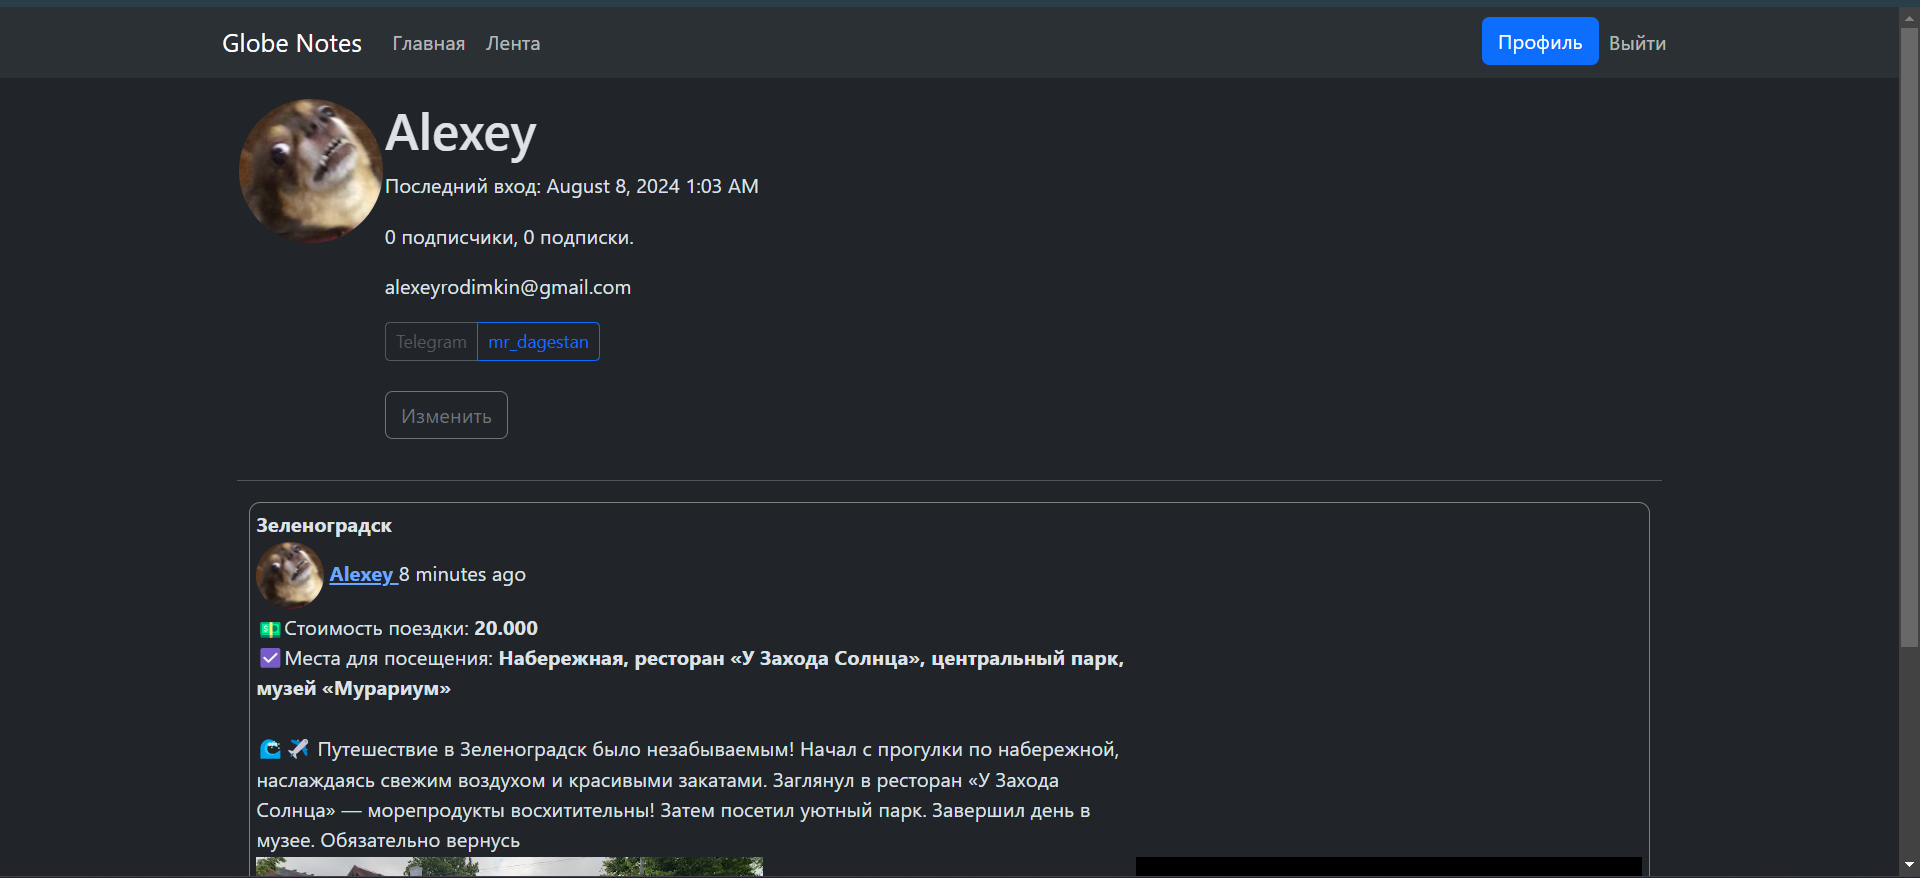 Globe Notes Главная Лента Профиль Выйти
Alexey
Последний вход: August 8, 2024 1:03 AM
0 подписчики, 0 подписки.
alexeyrodimkin@gmail.com
Telegram mr_dagestan
Изменить
Зеленоградск
Alexey 8 minutes ago
💵Стоимость поездки: 20.000
☑Места для посещения: Набережная, ресторан «У Захода Солнца», центральный парк,
музей «Мурариум»
🌊 ✈ Путешествие в Зеленоградск было незабываемым! Начал с прогулки по набережной,
наслаждаясь свежим воздухом и красивыми закатами. Заглянул в ресторан «У Захода
Солнца» — морепродукты восхитительны! Затем посетил уютный парк. Завершил день в
музее. Обязательно вернусь